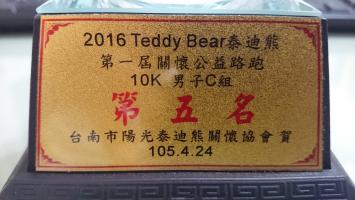 2016 Teddy Bear泰迪熊
第一屆關懷公益路跑
10K 男子C組
第五名
台南市陽光泰迪熊關懷協會 賀
105.4.24